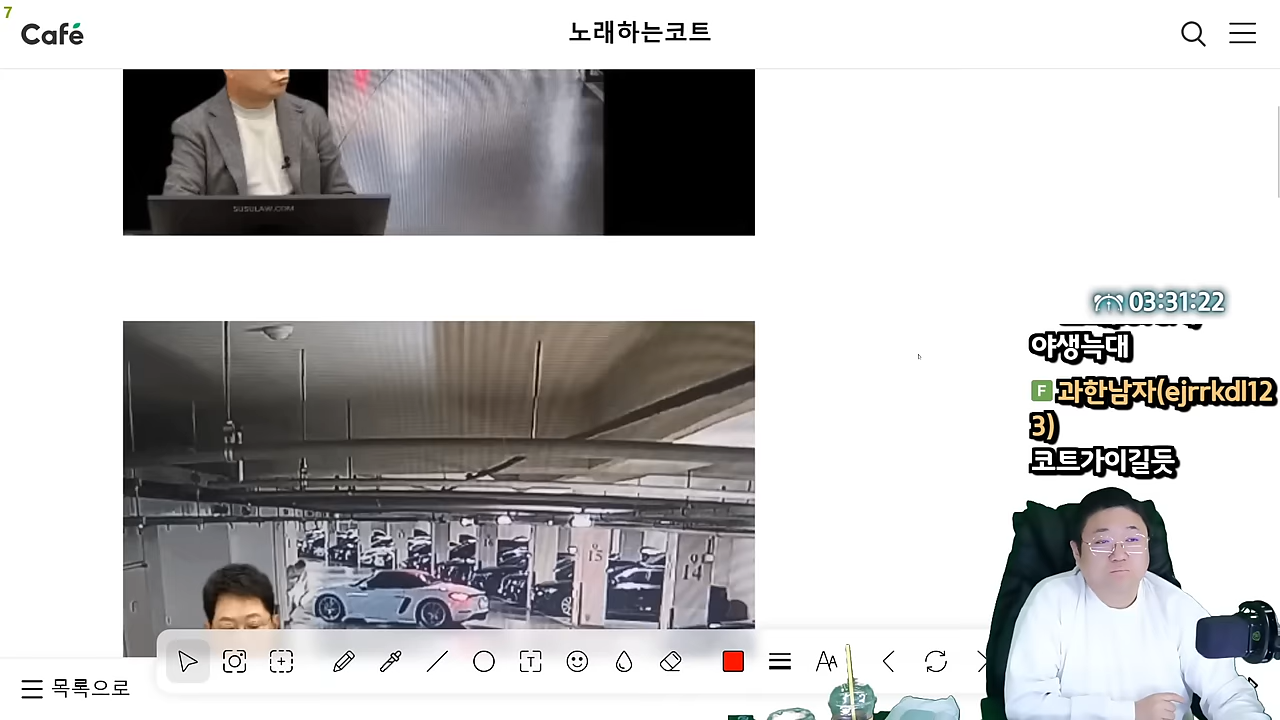 7
Café
노래하는코트
SUSULAW.COM
03:31:22
야생늑대
F 과한남자(ejrrkdl12
3)
코트가이길듯
15
14
T
AA
목록으로